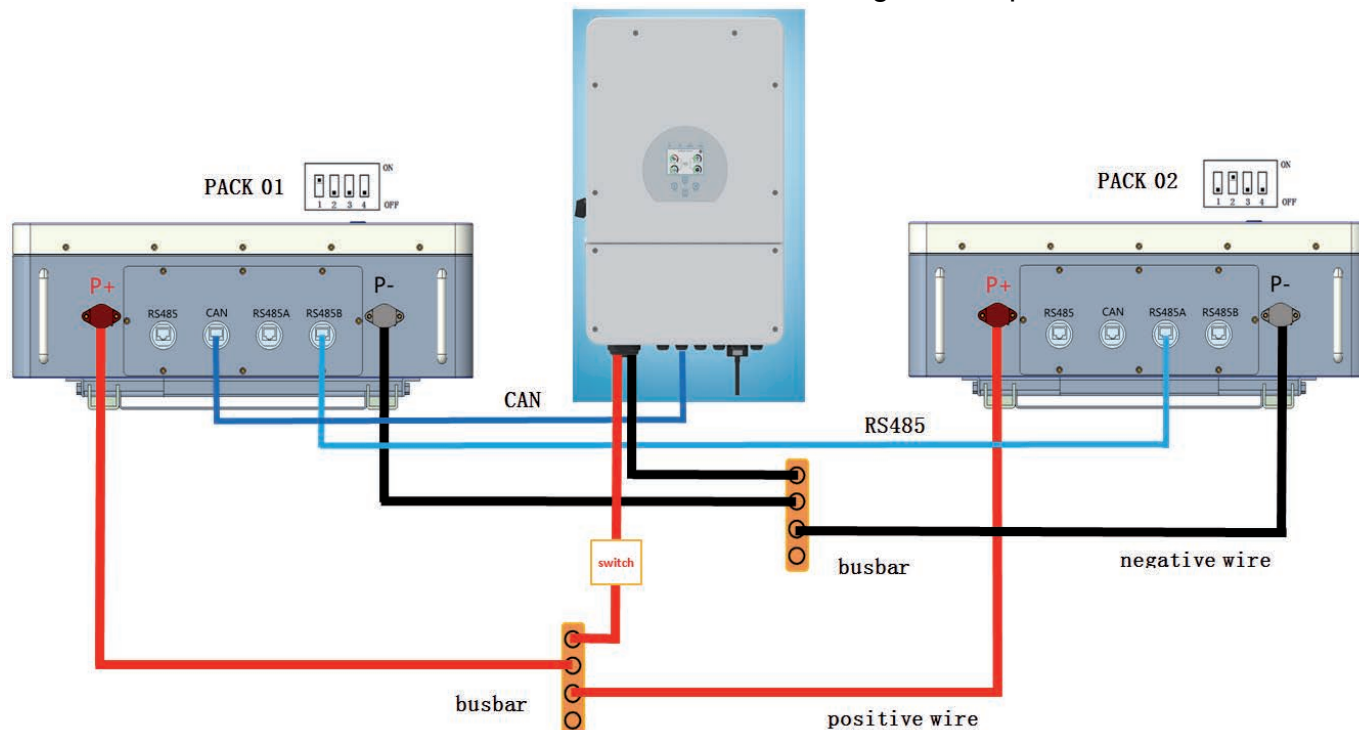 PACK 01
ON
1 2 3 4
OFF
PACK 02
ON
1 2 3 4
OFF
P+
RS485
CAN
RS485A
RS485B
P-
P+
RS485
CAN
RS485A
RS485B
P-
CAN
RS485
switch
busbar
negative wire
busbar
positive wire